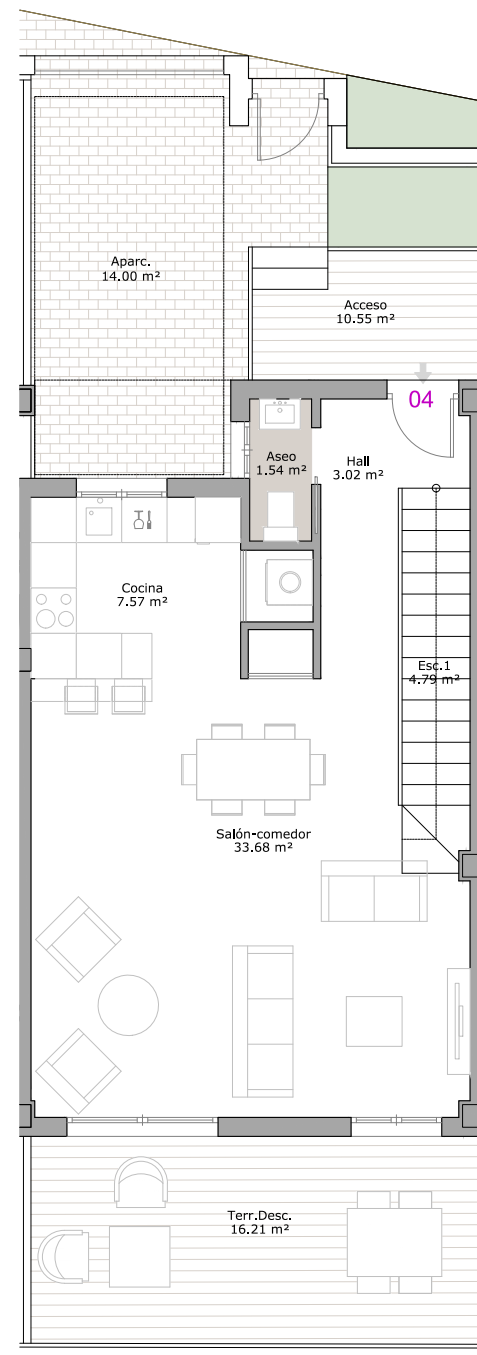 Aparc.
14.00 m²
Acceso
10.55 m²
04
Aseo
1.54 m²
Hall
3.02 m²
Cocina
7.57 m²
Esc.1
4.79 m²
Salón-comedor
33.68 m²
Terr.Desc.
16.21 m²